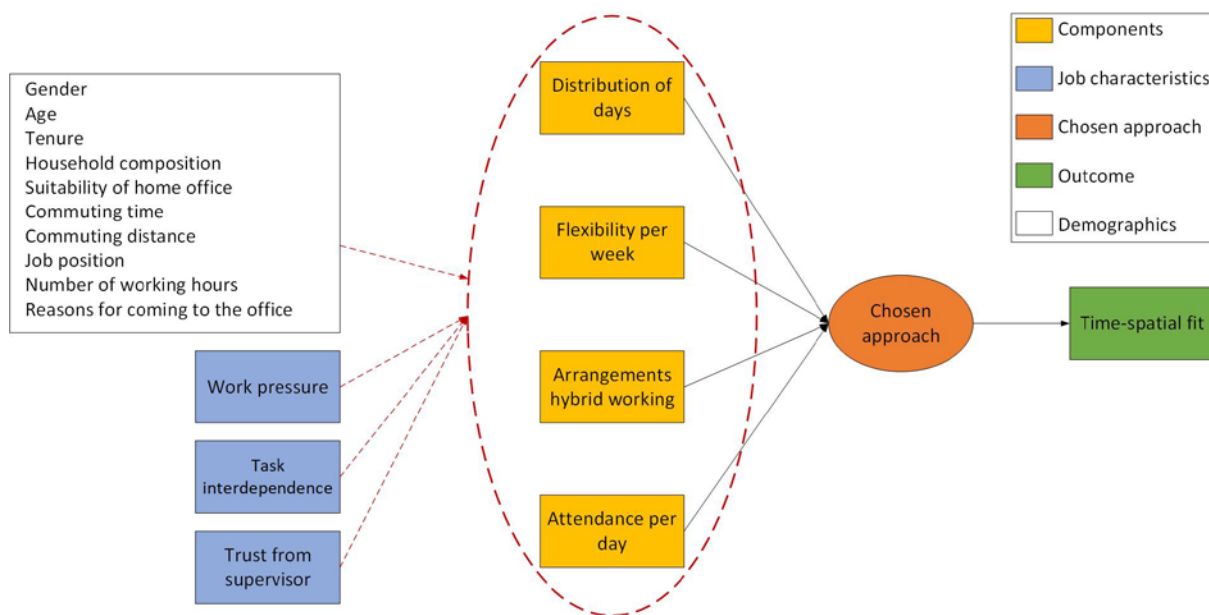 Gender
Age
Tenure
Household composition
Suitability of home office
Commuting time
Commuting distance
Job position
Number of working hours
Reasons for coming to the office
Work pressure
Task
interdependence
Trust from
supervisor
Distribution of
days
Flexibility per
week
Arrangements
hybrid working
Attendance per
day
Chosen
approach
Time-spatial fit
Components
Job characteristics
Chosen approach
Outcome
Demographics